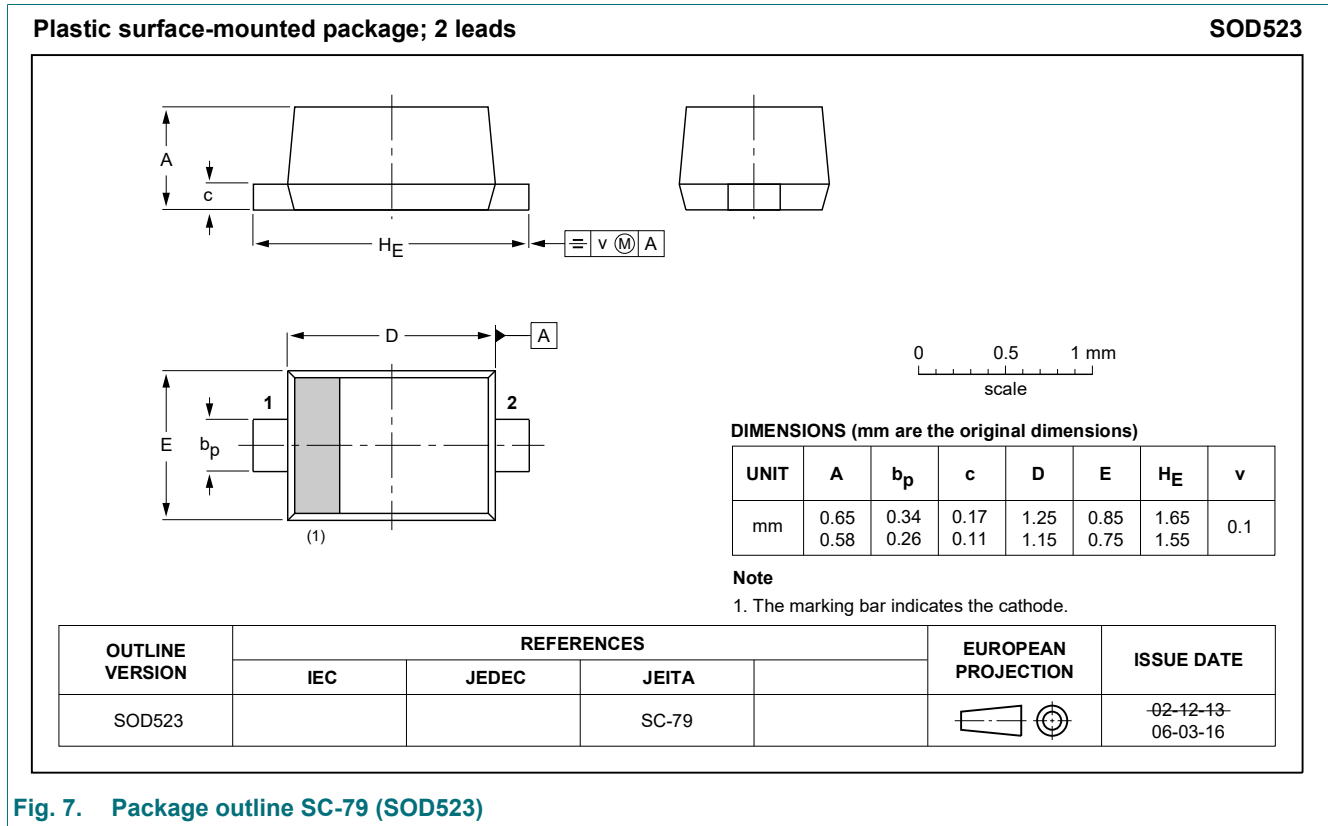 Plastic surface-mounted package; 2 leads SOD523
A
c
HE
v M A
D
A
1
2
E
bp
(1)
0 0.5 1 mm
scale
DIMENSIONS (mm are the original dimensions)
UNIT A bp c D E HE v
mm 0.65 0.58 0.34 0.26 0.17 0.11 1.25 1.15 0.85 0.75 1.65 1.55 0.1
Note
1. The marking bar indicates the cathode.
OUTLINE VERSION REFERENCES EUROPEAN PROJECTION ISSUE DATE
IEC JEDEC JEITA
SOD523 SC-79 02-12-13 06-03-16
Fig. 7. Package outline SC-79 (SOD523)